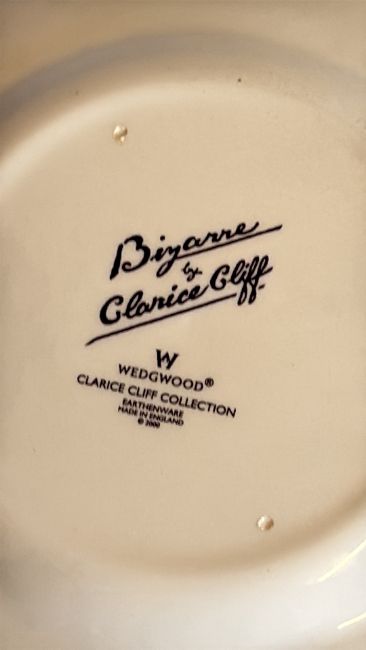 Bizarre
by
Clarice Cliff
W
WEDGWOOD®
CLARICE CLIFF COLLECTION
EARTHENWARE
MADE IN ENGLAND
© 2000